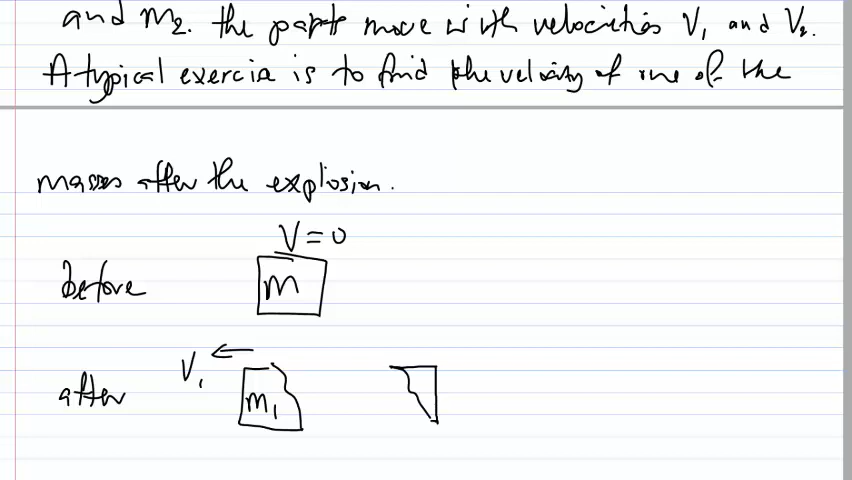 and m2. the parts move with velocities V1 and V2.
A typical exercia is to find the velocity of one of the
masses after the explosion.
V = 0
before m
V1
after m1